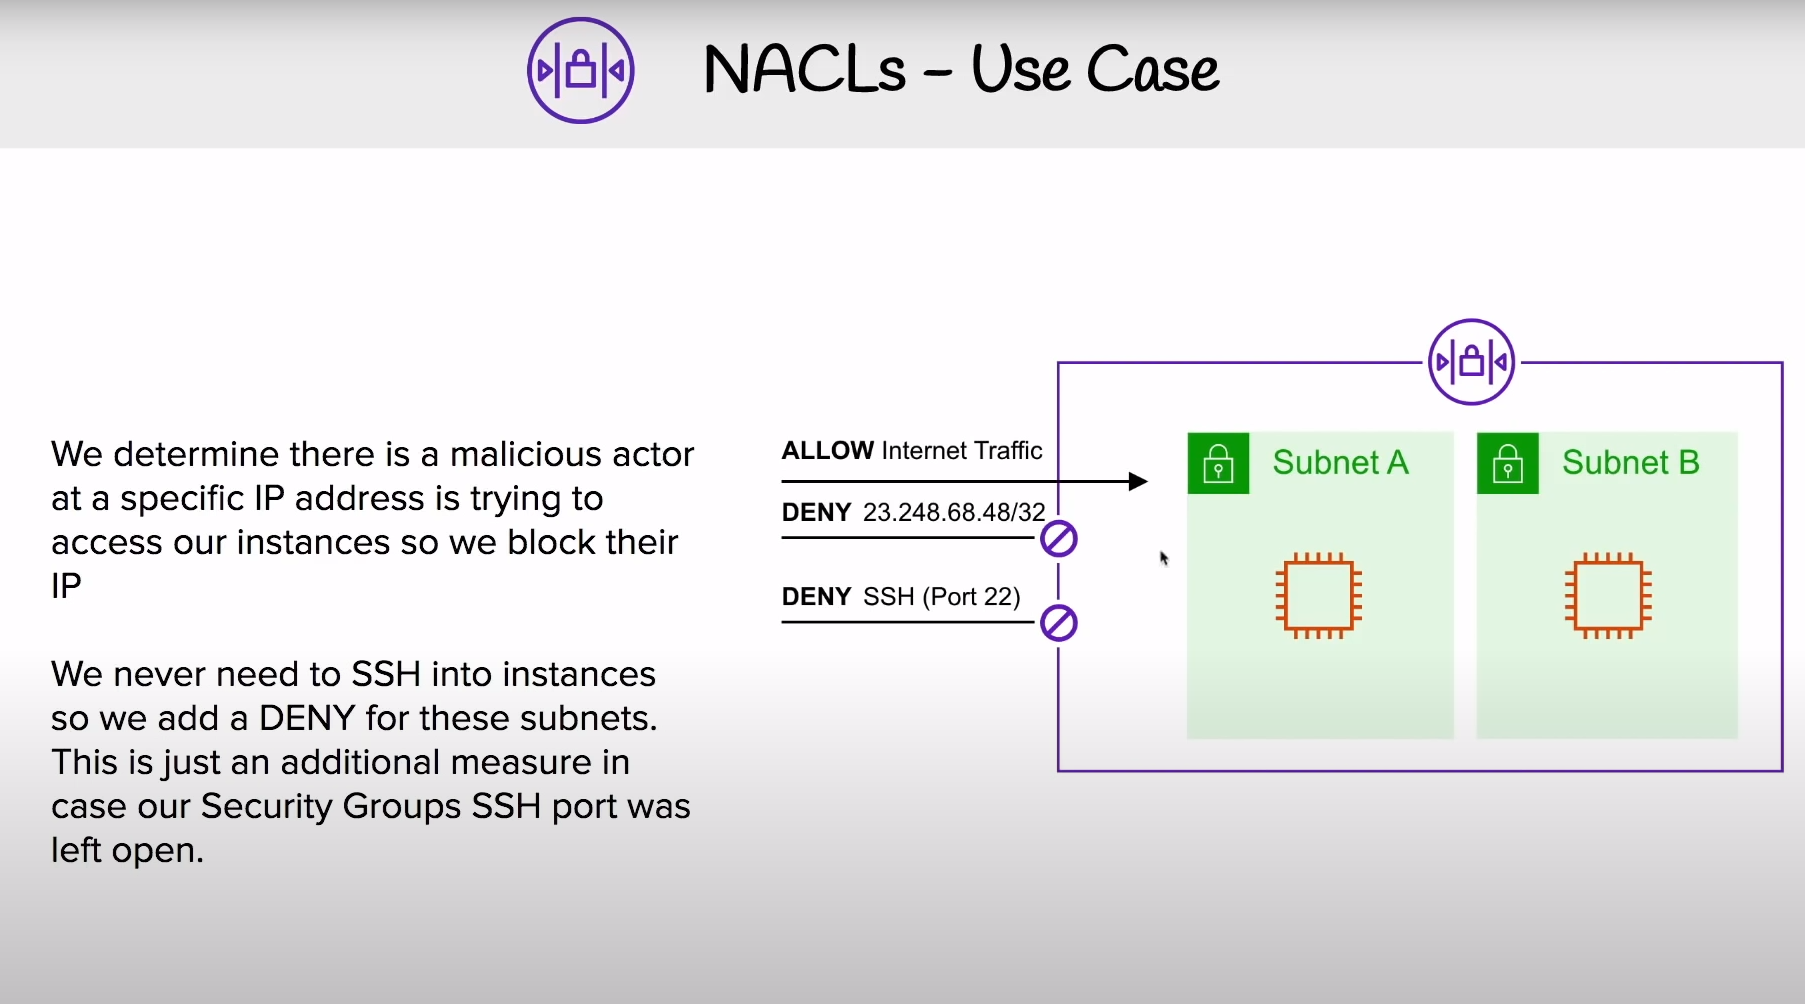 NACLs – Use Case
We determine there is a malicious actor
at a specific IP address is trying to
access our instances so we block their
IP
We never need to SSH into instances
so we add a DENY for these subnets.
This is just an additional measure in
case our Security Groups SSH port was
left open.
ALLOW Internet Traffic
DENY 23.248.68.48/32
DENY SSH (Port 22)
Subnet A
Subnet B